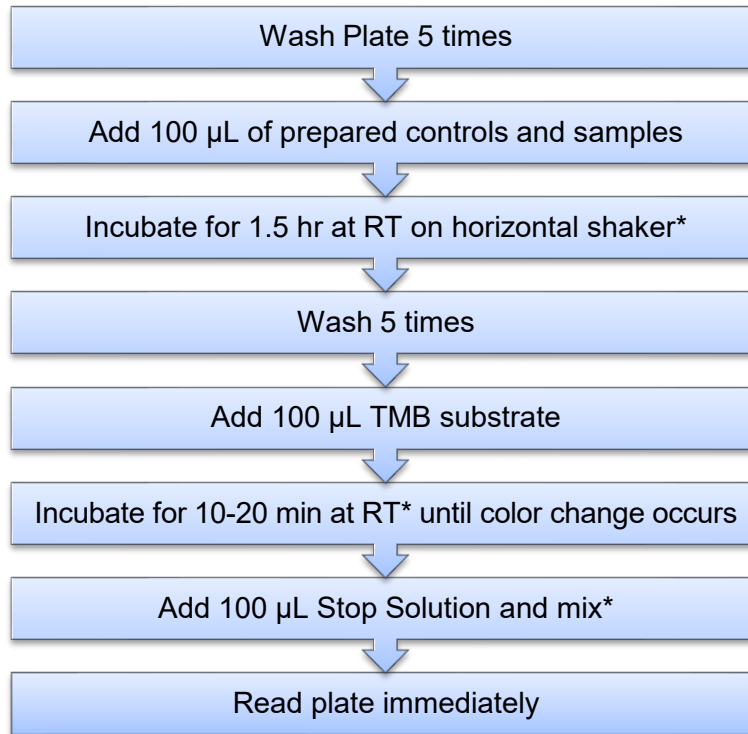 Wash Plate 5 times
Add 100 µL of prepared controls and samples
Incubate for 1.5 hr at RT on horizontal shaker*
Wash 5 times
Add 100 µL TMB substrate
Incubate for 10-20 min at RT* until color change occurs
Add 100 µL Stop Solution and mix*
Read plate immediately